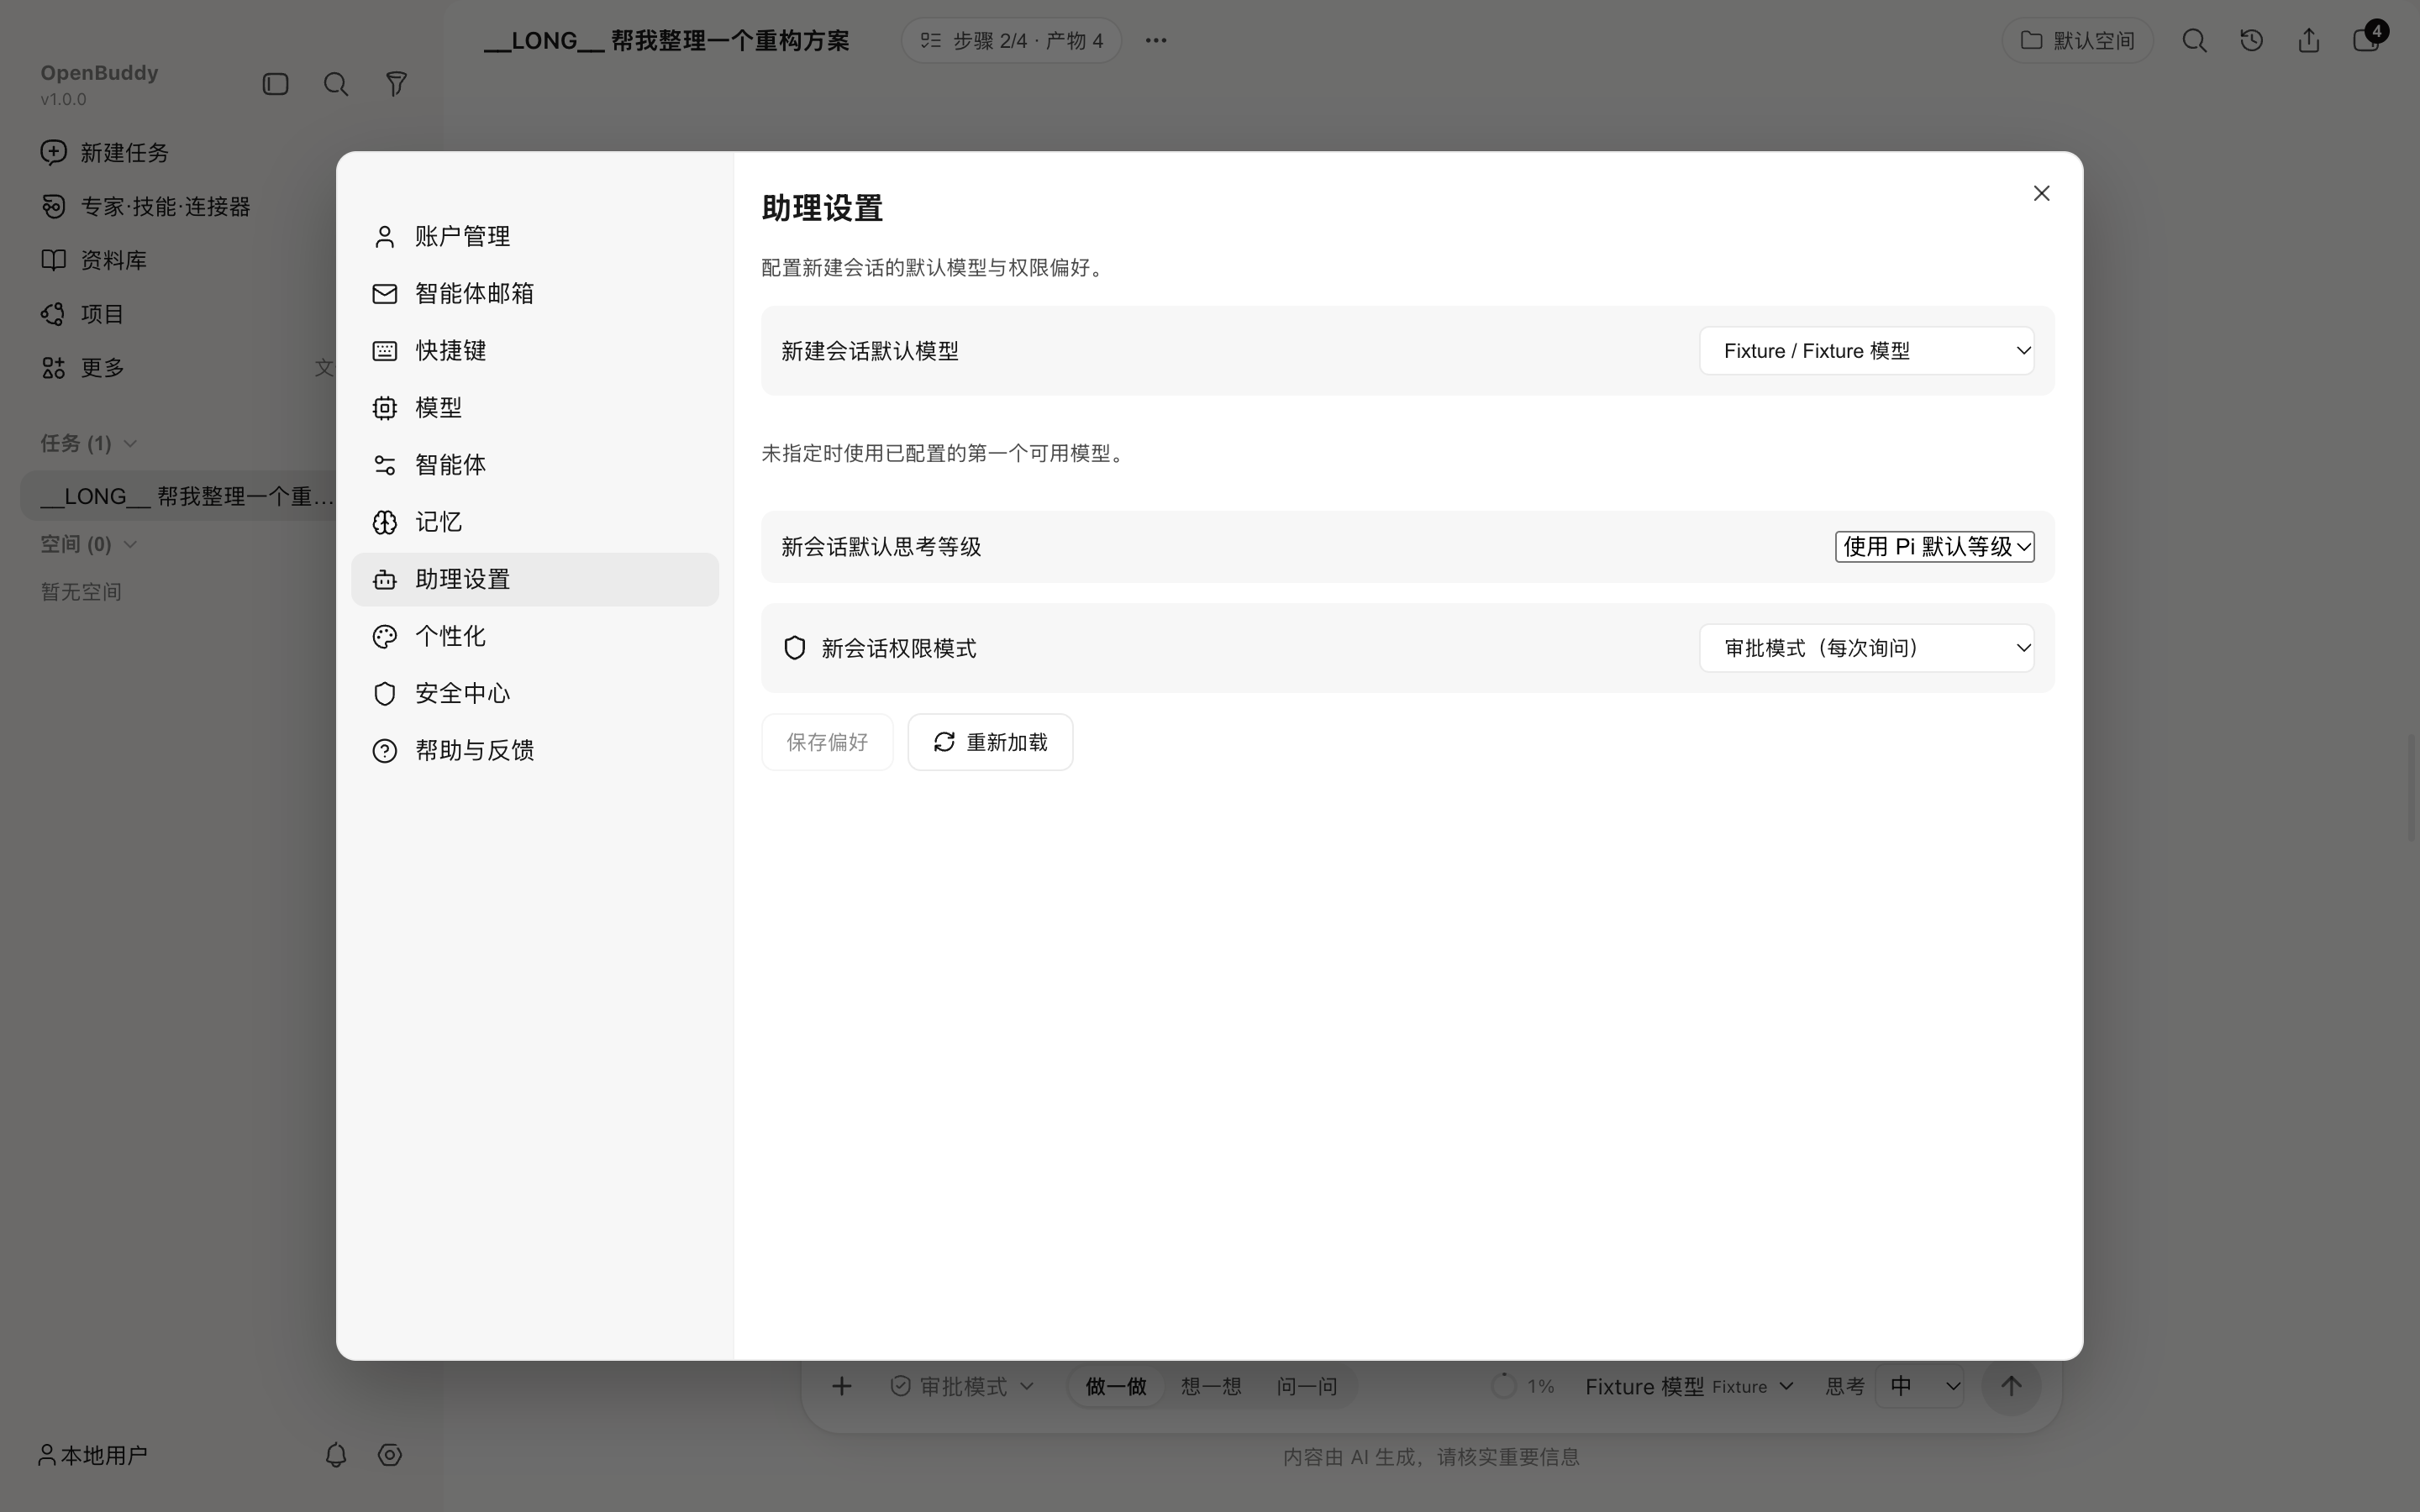 OpenBuddy
v1.0.0
新建任务
专家·技能·连接器
资料库
项目
更多
文
任务 (1)
__LONG__ 帮我整理一个重…
空间 (0)
暂无空间
本地用户
__LONG__ 帮我整理一个重构方案
步骤 2/4 · 产物 4
默认空间
4
账户管理
智能体邮箱
快捷键
模型
智能体
记忆
助理设置
个性化
安全中心
帮助与反馈
助理设置
配置新建会话的默认模型与权限偏好。
新建会话默认模型
Fixture / Fixture 模型
未指定时使用已配置的第一个可用模型。
新会话默认思考等级
使用 Pi 默认等级
新会话权限模式
审批模式（每次询问）
保存偏好
重新加载
审批模式
做一做
想一想
问一问
1%
Fixture 模型 Fixture
思考
中
内容由 AI 生成，请核实重要信息